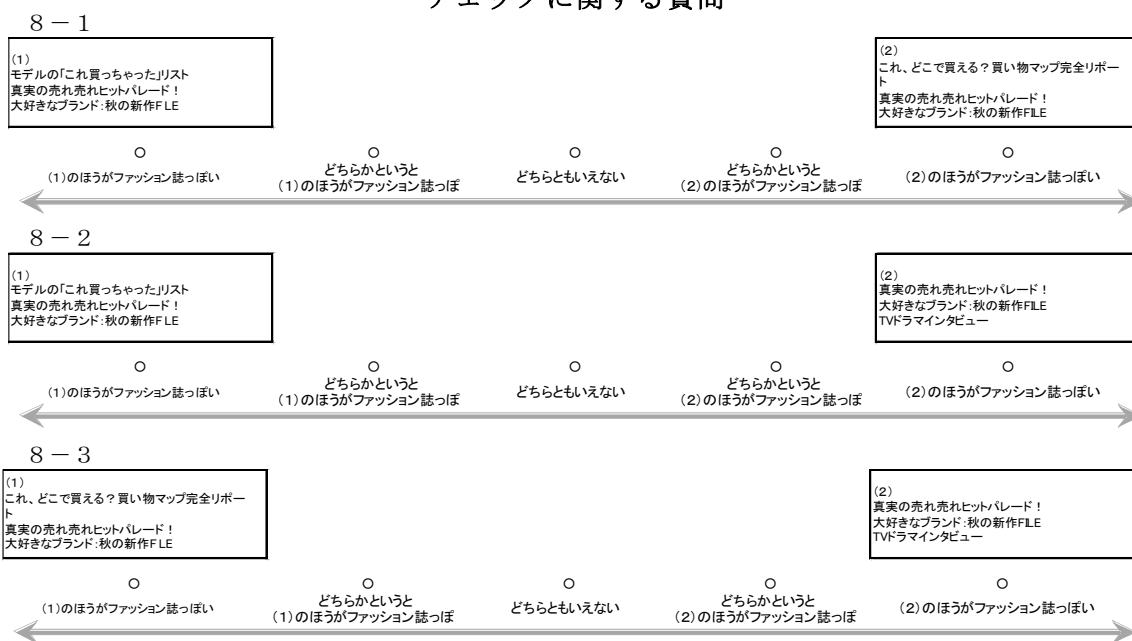 チェックに関する質問
8－1
(1)
モデルの「これ買っちゃった」リスト
真実の売れ売れヒットパレード！
大好きなブランド:秋の新作FILE
(2)
これ、どこで買える？買い物マップ完全リポー
ト
真実の売れ売れヒットパレード！
大好きなブランド:秋の新作FILE
(1)のほうがファッション誌っぽい
どちらかというと
(1)のほうがファッション誌っぽ
どちらともいえない
どちらかというと
(2)のほうがファッション誌っぽ
(2)のほうがファッション誌っぽい
8－2
(1)
モデルの「これ買っちゃった」リスト
真実の売れ売れヒットパレード！
大好きなブランド:秋の新作FILE
(2)
真実の売れ売れヒットパレード！
大好きなブランド:秋の新作FILE
TVドラマインタビュー
(1)のほうがファッション誌っぽい
どちらかというと
(1)のほうがファッション誌っぽ
どちらともいえない
どちらかというと
(2)のほうがファッション誌っぽ
(2)のほうがファッション誌っぽい
8－3
(1)
これ、どこで買える？買い物マップ完全リポー
ト
真実の売れ売れヒットパレード！
大好きなブランド:秋の新作FILE
(2)
真実の売れ売れヒットパレード！
大好きなブランド:秋の新作FILE
TVドラマインタビュー
(1)のほうがファッション誌っぽい
どちらかというと
(1)のほうがファッション誌っぽ
どちらともいえない
どちらかというと
(2)のほうがファッション誌っぽ
(2)のほうがファッション誌っぽい